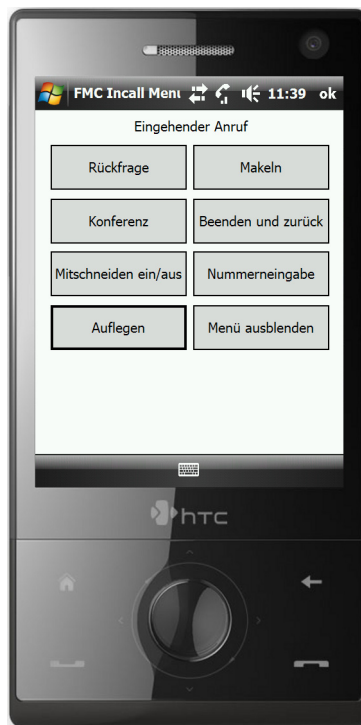 FMC Incall Menu 11:39 ok
Eingehender Anruf
Rückfrage Makeln
Konferenz Beenden und zurück
Mitschneiden ein/aus Nummerneingabe
Auflegen Menü ausblenden
hTC